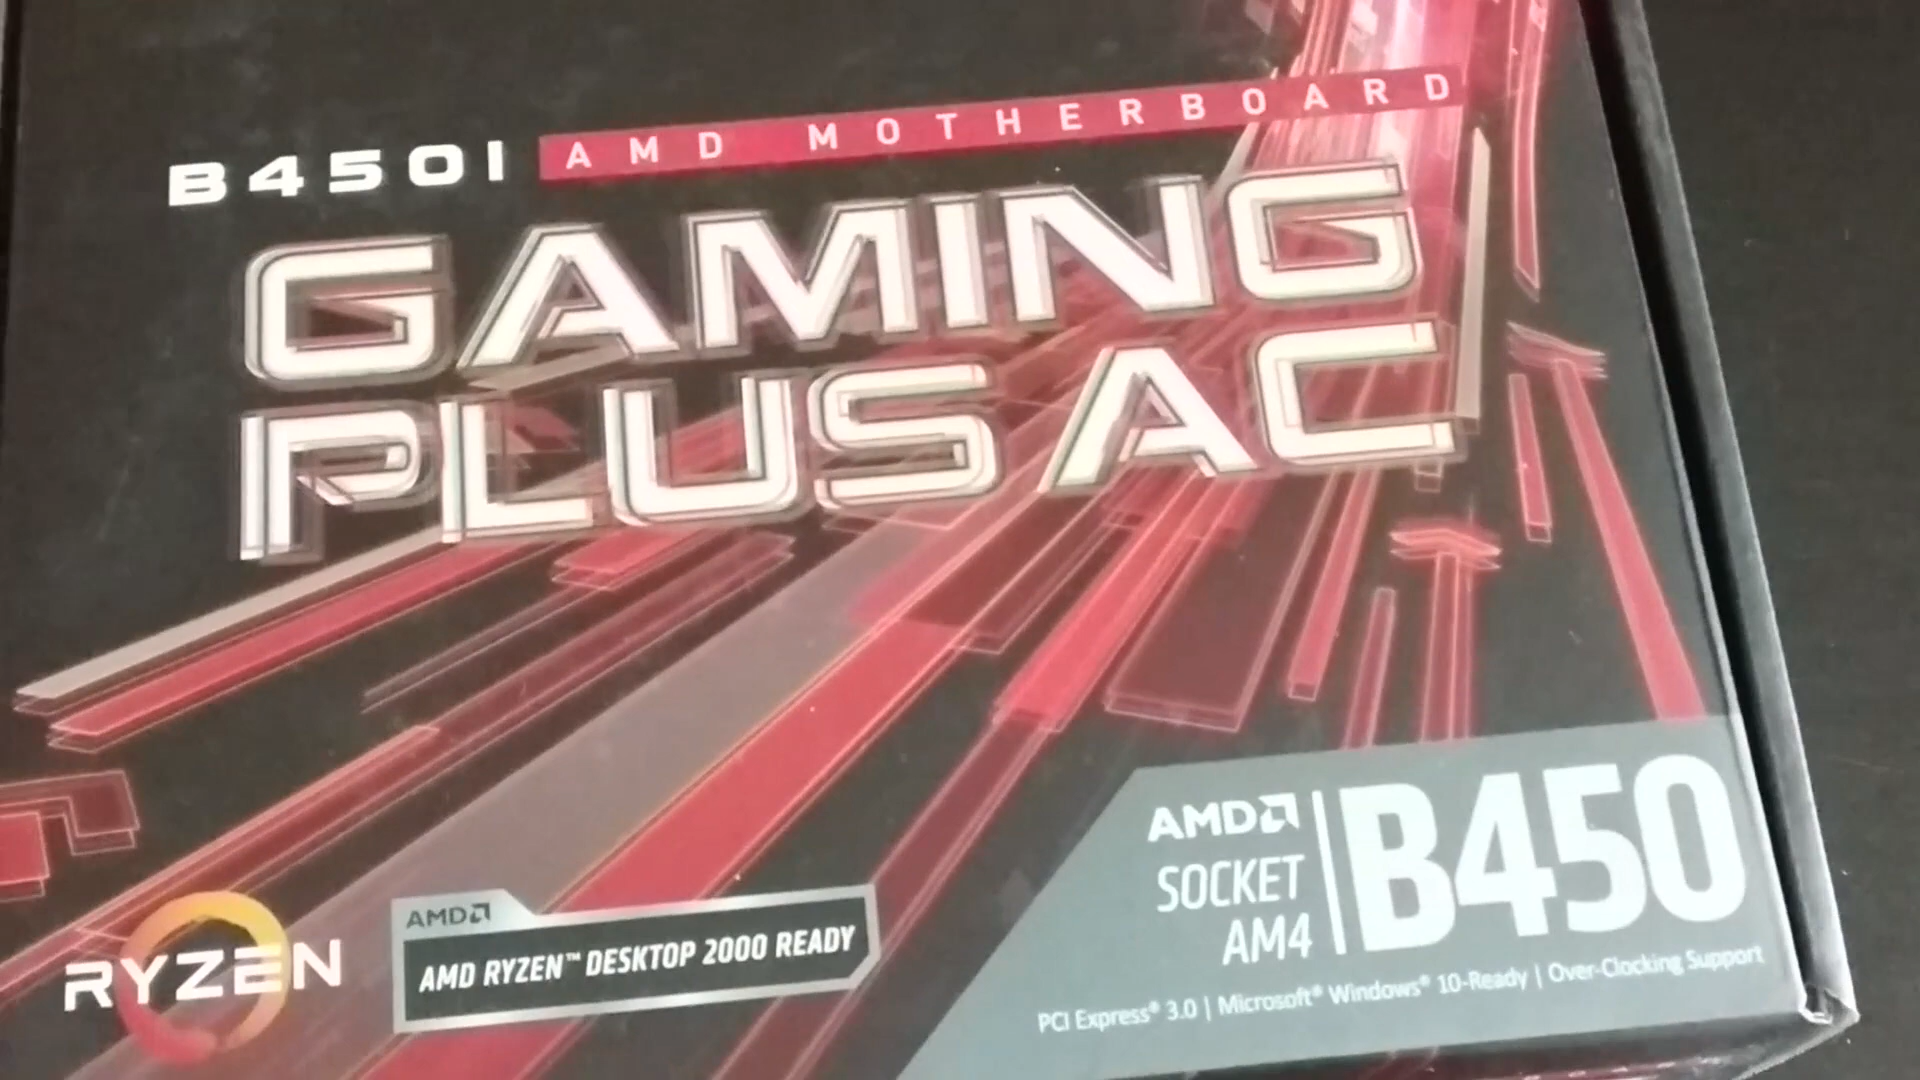 B450I AMD MOTHERBOARD
GAMING
PLUS AC
AMD
SOCKET
AM4
B450
PCI Express® 3.0 | Microsoft® Windows® 10-Ready | Over-Clocking Support
RYZEN
AMD
AMD RYZEN™ DESKTOP 2000 READY